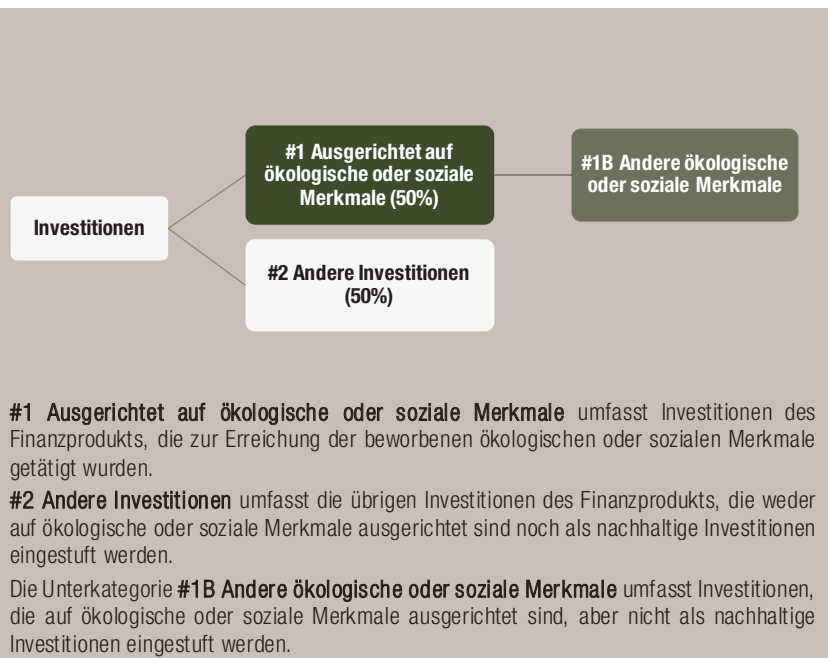 #1 Ausgerichtet auf
ökologische oder soziale
Merkmale (50%)
#1B Andere ökologische
oder soziale Merkmale
Investitionen
#2 Andere Investitionen
(50%)
#1 Ausgerichtet auf ökologische oder soziale Merkmale umfasst Investitionen des
Finanzprodukts, die zur Erreichung der beworbenen ökologischen oder sozialen Merkmale
getätigt wurden.
#2 Andere Investitionen umfasst die übrigen Investitionen des Finanzprodukts, die weder
auf ökologische oder soziale Merkmale ausgerichtet sind noch als nachhaltige Investitionen
eingestuft werden.
Die Unterkategorie #1B Andere ökologische oder soziale Merkmale umfasst Investitionen,
die auf ökologische oder soziale Merkmale ausgerichtet sind, aber nicht als nachhaltige
Investitionen eingestuft werden.